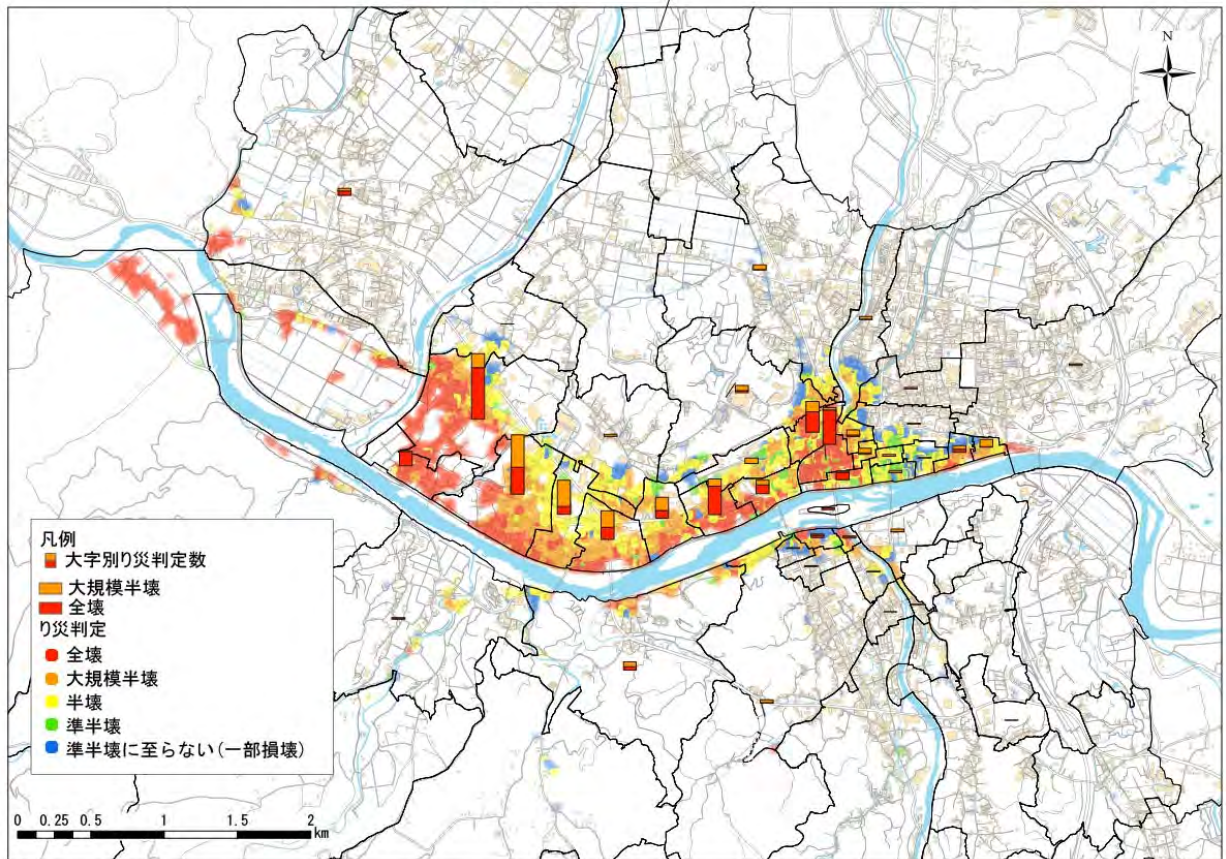 N
凡例
大字別り災判定数
大規模半壊
全壊
り災判定
全壊
大規模半壊
半壊
準半壊
準半壊に至らない(一部損壊)
0 0.25 0.5 1 1.5 2
km